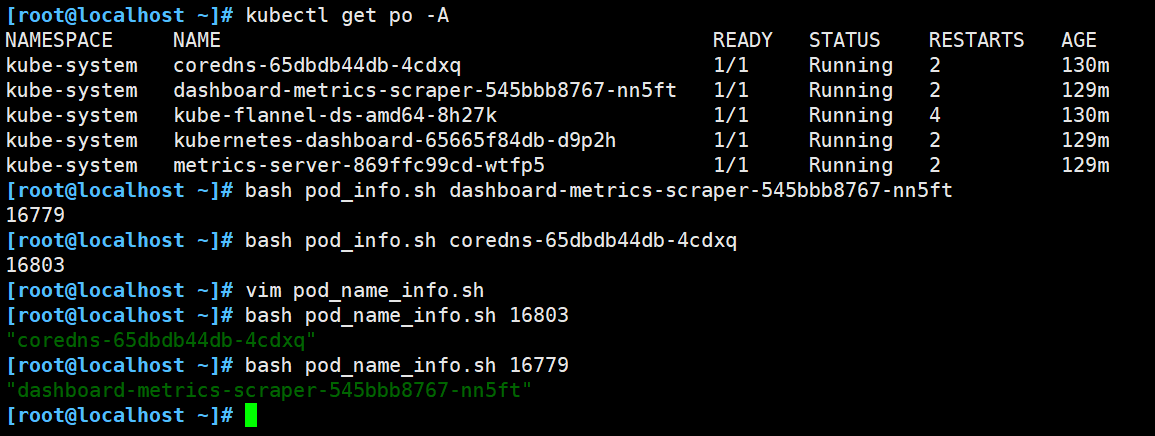 [root@localhost ~]# kubectl get po -A
NAMESPACE     NAME                                         READY   STATUS    RESTARTS   AGE
kube-system   coredns-65dbdb44db-4cdxq                     1/1     Running   2          130m
kube-system   dashboard-metrics-scraper-545bbb8767-nn5ft   1/1     Running   2          129m
kube-system   kube-flannel-ds-amd64-8h27k                  1/1     Running   4          130m
kube-system   kubernetes-dashboard-65665f84db-d9p2h        1/1     Running   2          129m
kube-system   metrics-server-869ffc99cd-wtfp5              1/1     Running   2          129m
[root@localhost ~]# bash pod_info.sh dashboard-metrics-scraper-545bbb8767-nn5ft
16779
[root@localhost ~]# bash pod_info.sh coredns-65dbdb44db-4cdxq
16803
[root@localhost ~]# vim pod_name_info.sh
[root@localhost ~]# bash pod_name_info.sh 16803
"coredns-65dbdb44db-4cdxq"
[root@localhost ~]# bash pod_name_info.sh 16779
"dashboard-metrics-scraper-545bbb8767-nn5ft"
[root@localhost ~]#